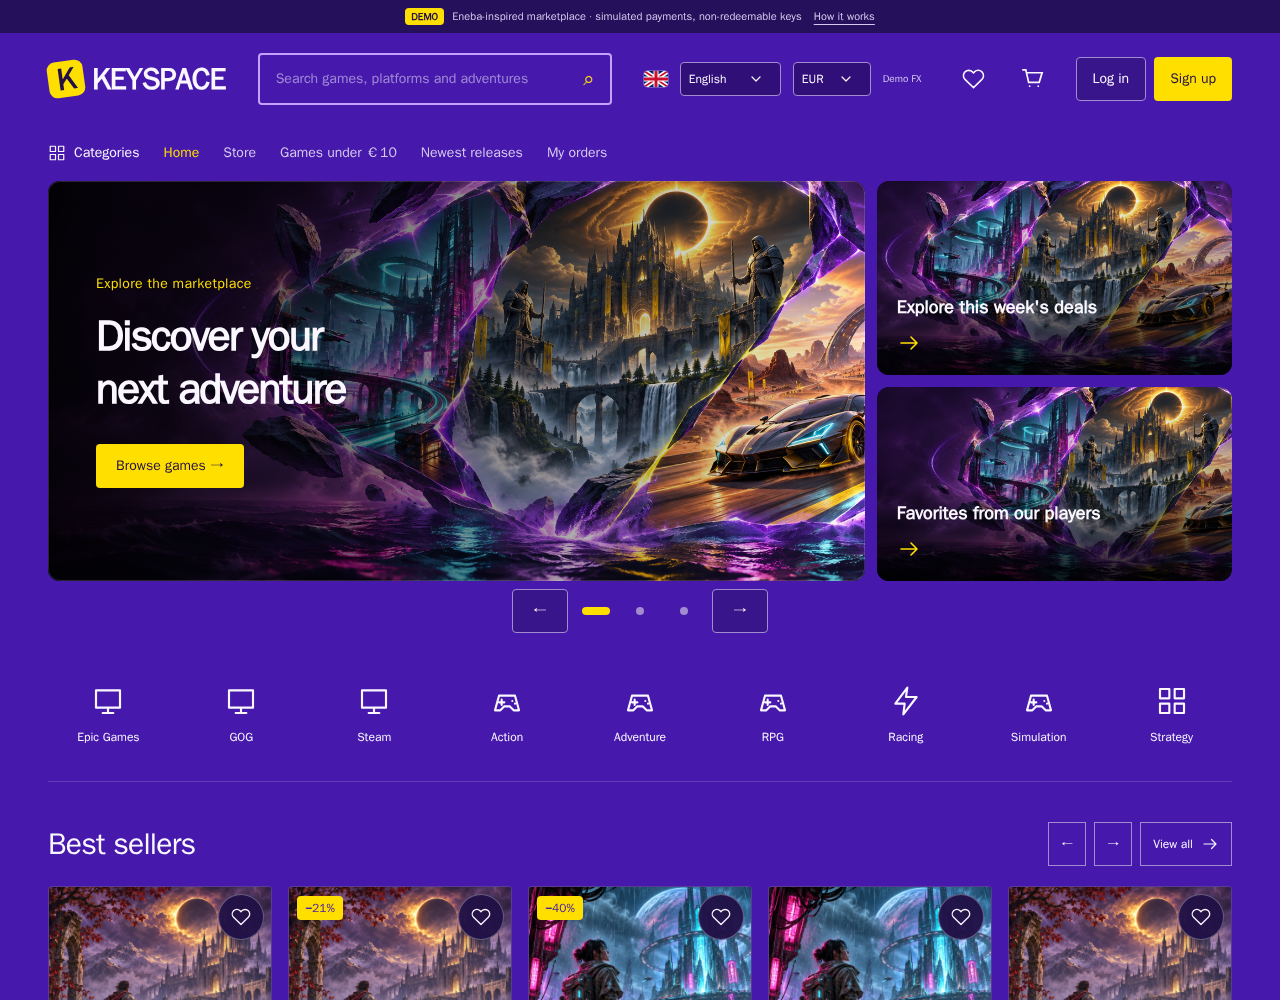 DEMO Eneba-inspired marketplace · simulated payments, non-redeemable keys How it works
K KEYSPACE
Search games, platforms and adventures
English
EUR
Demo FX
Log in
Sign up
Categories
Home
Store
Games under €10
Newest releases
My orders
Explore the marketplace
Discover your
next adventure
Browse games →
Explore this week's deals
→
Favorites from our players
→
← →
Epic Games
GOG
Steam
Action
Adventure
RPG
Racing
Simulation
Strategy
Best sellers
← → View all →
−21%
−40%